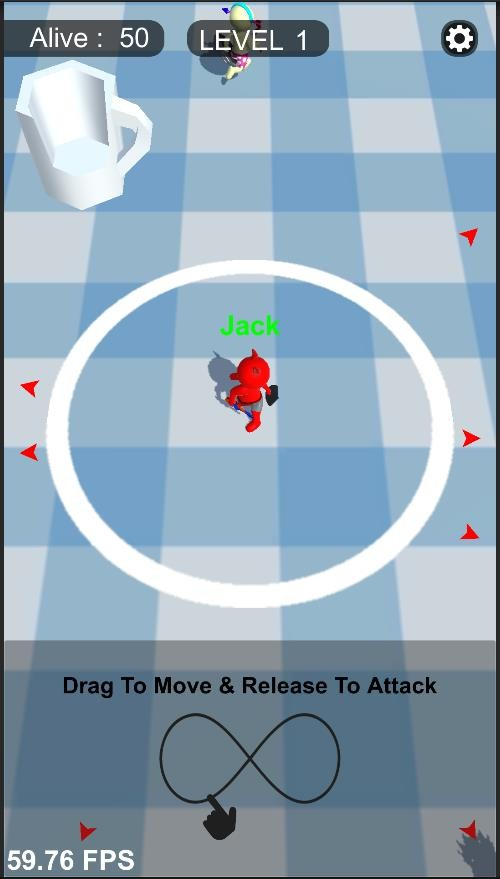 Alive : 50
LEVEL 1
Jack
Drag To Move & Release To Attack
59.76 FPS